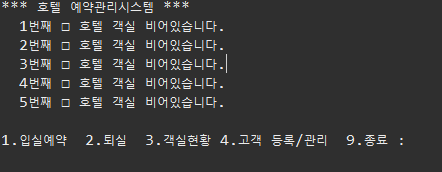 *** 호텔 예약관리시스템 ***
1번째 □ 호텔 객실 비어있습니다.
2번째 □ 호텔 객실 비어있습니다.
3번째 □ 호텔 객실 비어있습니다.
4번째 □ 호텔 객실 비어있습니다.
5번째 □ 호텔 객실 비어있습니다.
1.입실예약 2.퇴실 3.객실현황 4.고객 등록/관리 9.종료 :